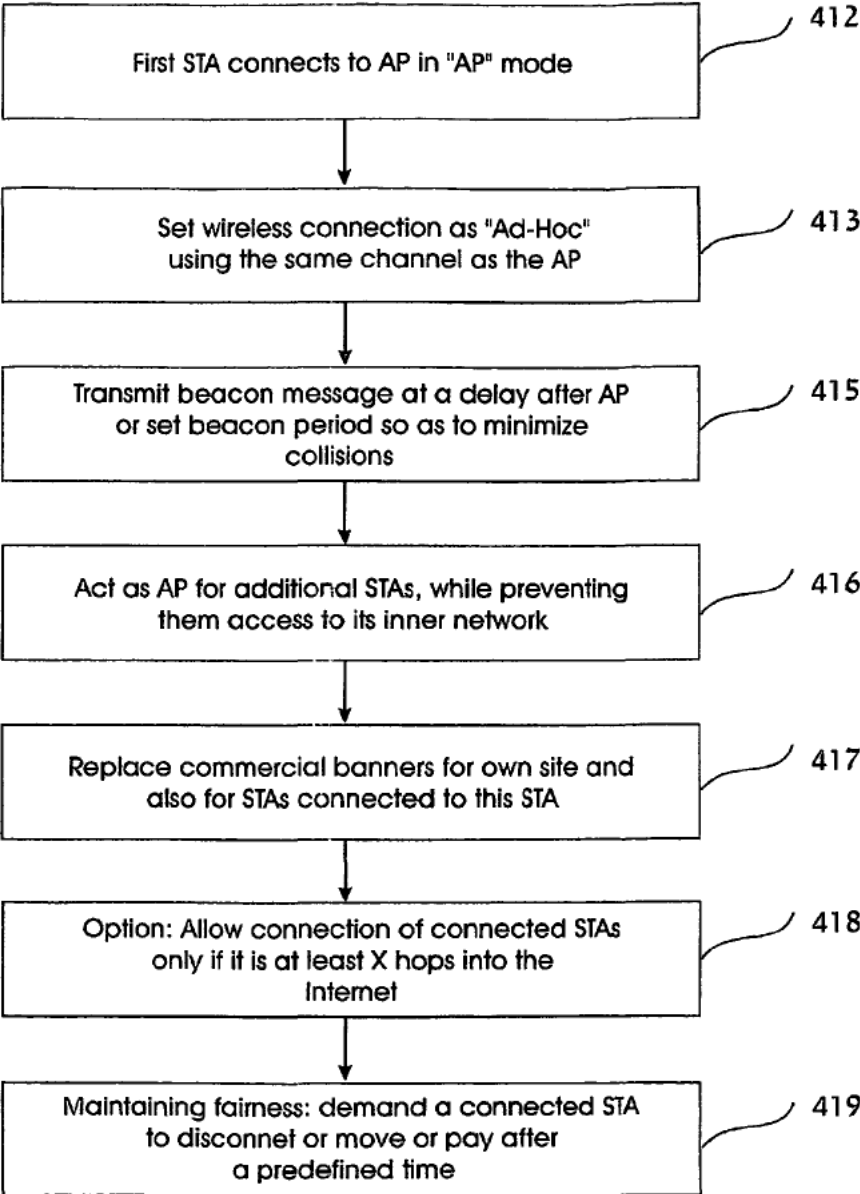 412
First STA connects to AP in "AP" mode
413
Set wireless connection as "Ad-Hoc"
using the same channel as the AP
415
Transmit beacon message at a delay after AP
or set beacon period so as to minimize
collisions
416
Act as AP for additional STAs, while preventing
them access to its inner network
417
Replace commercial banners for own site and
also for STAs connected to this STA
418
Option: Allow connection of connected STAs
only if it is at least X hops into the
Internet
419
Maintaining fairness: demand a connected STA
to disconnet or move or pay after
a predefined time